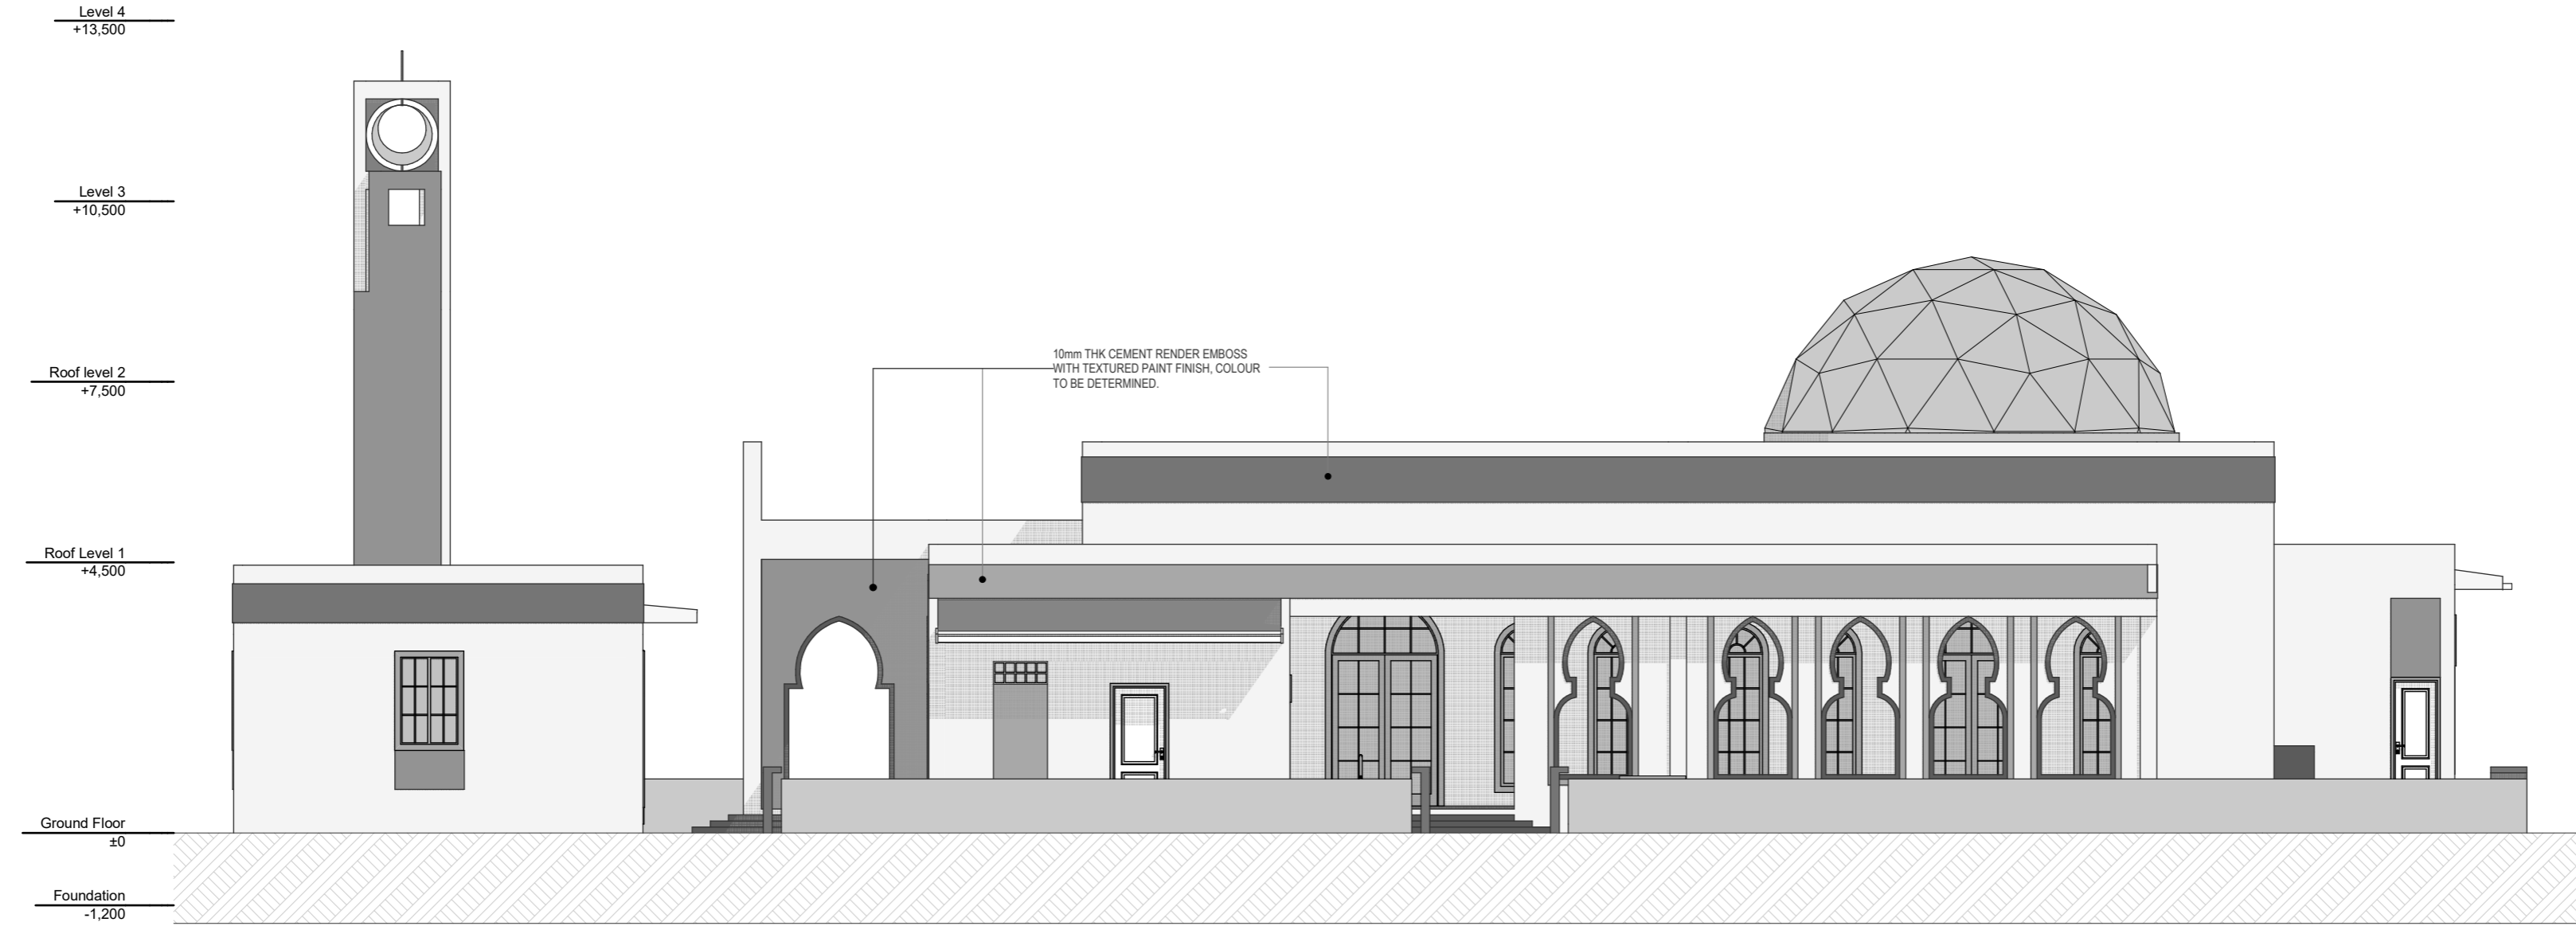 Level 4
+13,500
Level 3
+10,500
Roof level 2
+7,500
10mm THK CEMENT RENDER EMBOSS
WITH TEXTURED PAINT FINISH, COLOUR
TO BE DETERMINED.
Roof Level 1
+4,500
Ground Floor
±0
Foundation
-1,200